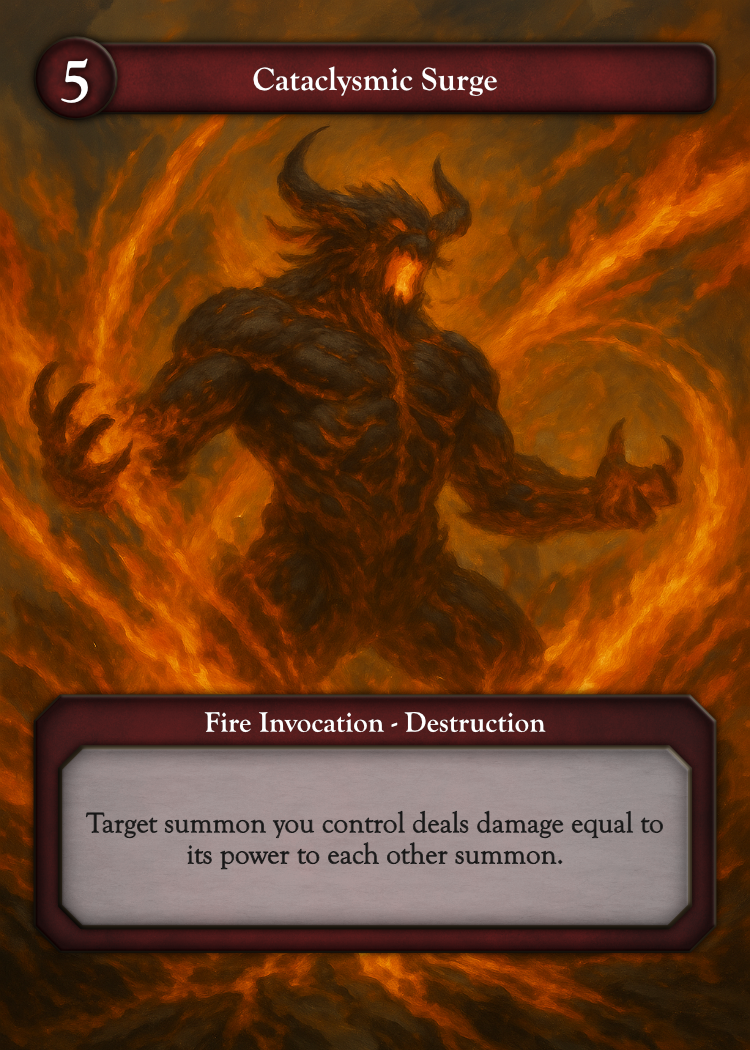 5
Cataclysmic Surge
Fire Invocation - Destruction
Target summon you control deals damage equal to
its power to each other summon.